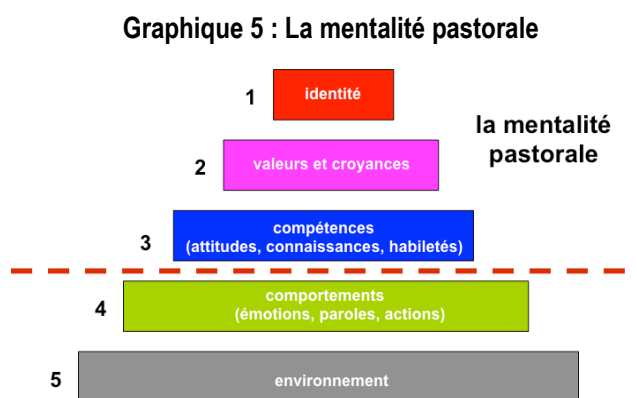 Graphique 5 : La mentalité pastorale
1
identité
la mentalité
pastorale
2
valeurs et croyances
3
compétences
(attitudes, connaissances, habiletés)
4
comportements
(émotions, paroles, actions)
5
environnement